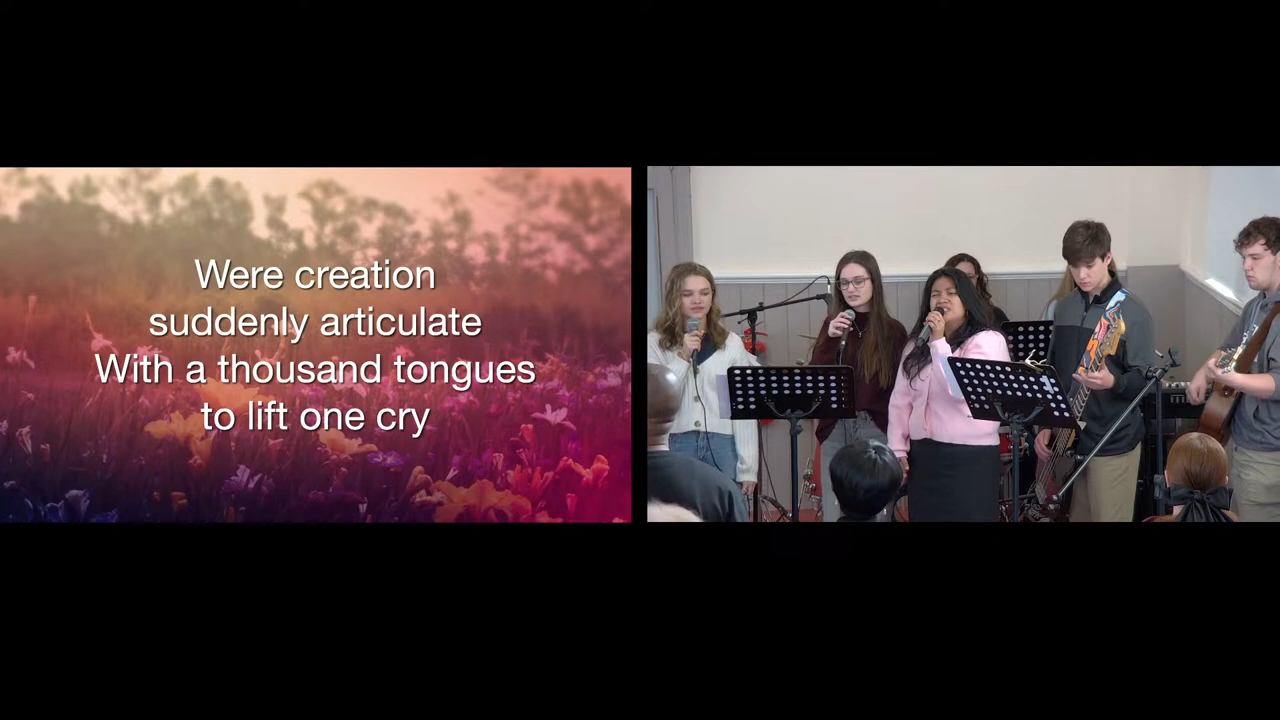 Were creation
suddenly articulate
With a thousand tongues
to lift one cry